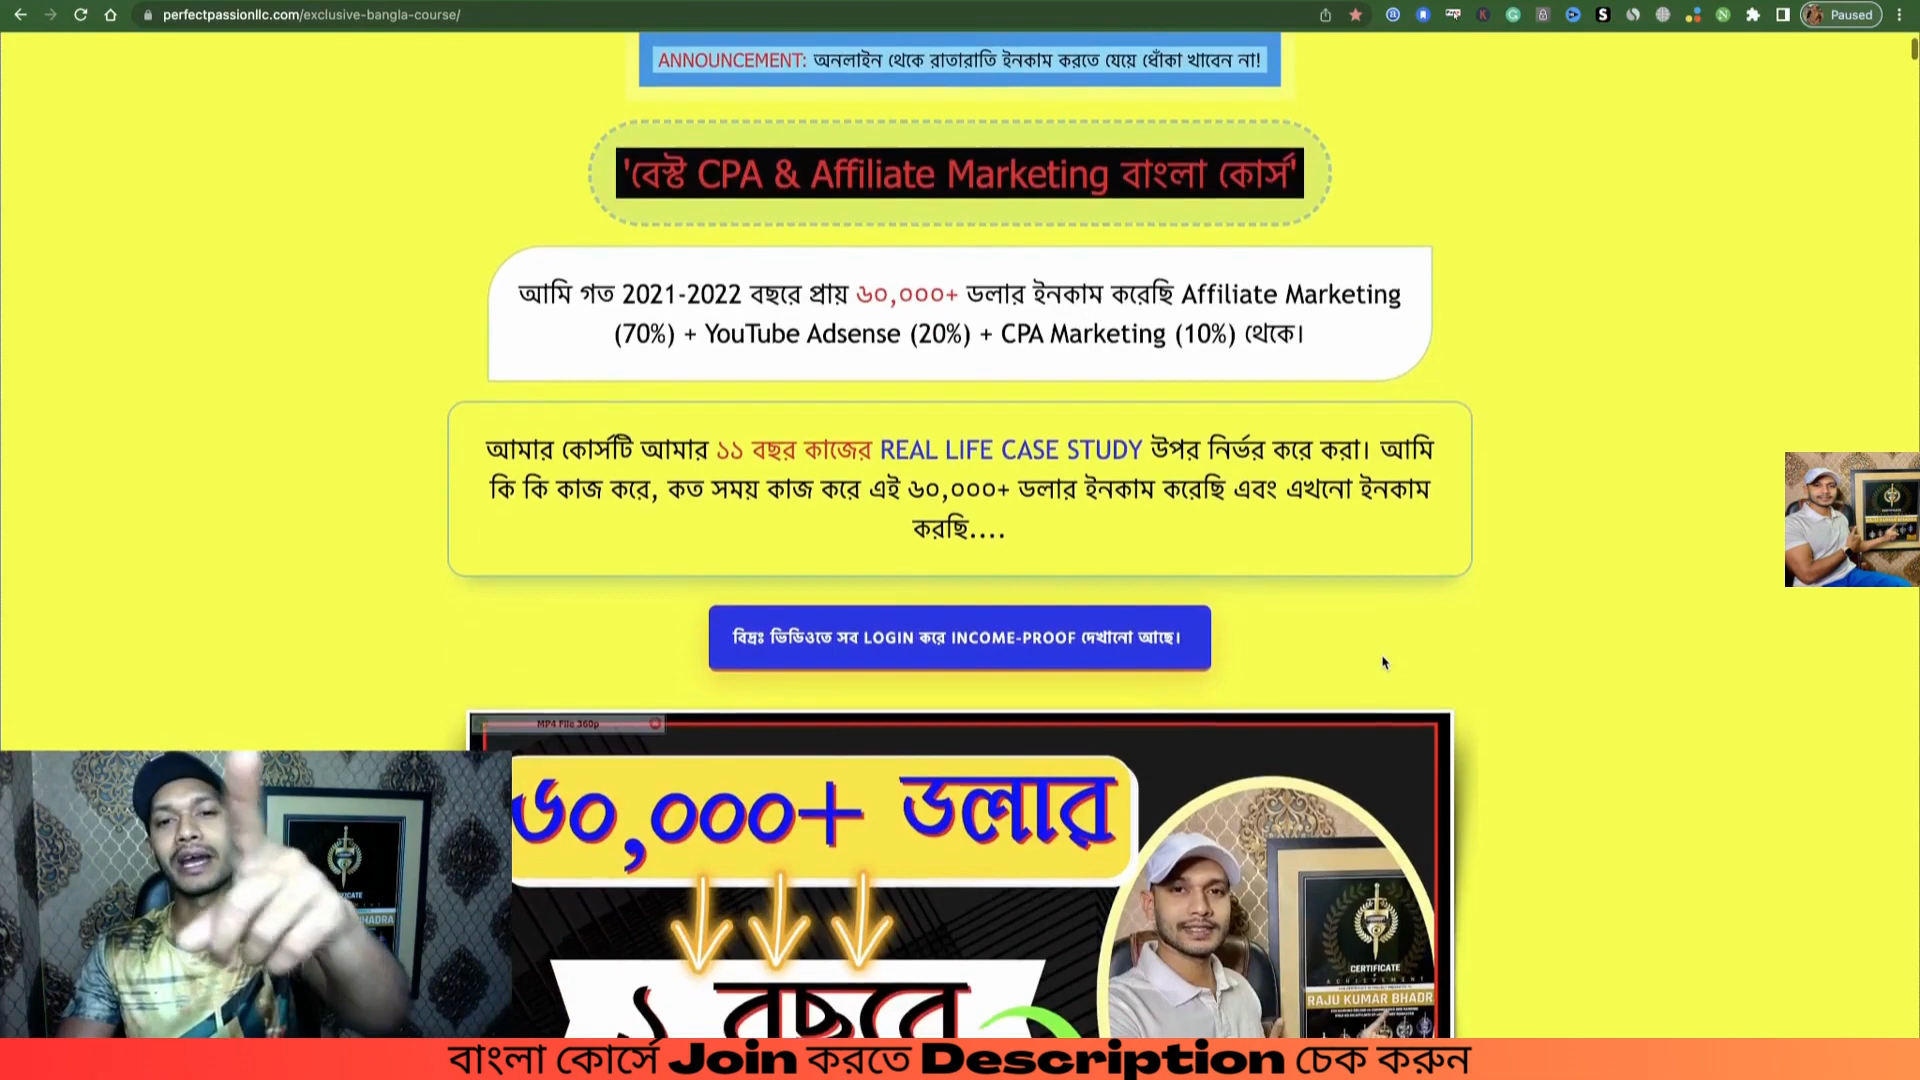 perfectpassionllc.com/exclusive-bangla-course/
Paused
ANNOUNCEMENT: অনলাইন থেকে রাতারাতি ইনকাম করতে যেয়ে ধোঁকা খাবেন না!
'বেস্ট CPA & Affiliate Marketing বাংলা কোর্স'
আমি গত 2021-2022 বছরে প্রায় ৬০,০০০+ ডলার ইনকাম করেছি Affiliate Marketing
(70%) + YouTube Adsense (20%) + CPA Marketing (10%) থেকে।
আমার কোর্সটি আমার ১১ বছর কাজের REAL LIFE CASE STUDY উপর নির্ভর করে করা। আমি
কি কি কাজ করে, কত সময় কাজ করে এই ৬০,০০০+ ডলার ইনকাম করেছি এবং এখনো ইনকাম
করছি....
বিদ্রঃ ভিডিওতে সব LOGIN করে INCOME-PROOF দেখানো আছে।
MP4 File 360p
৬০,০০০+ ডলার
১ বছরে
CERTIFICATE
RAJU KUMAR BHADR
বাংলা কোর্সে Join করতে Description চেক করুন